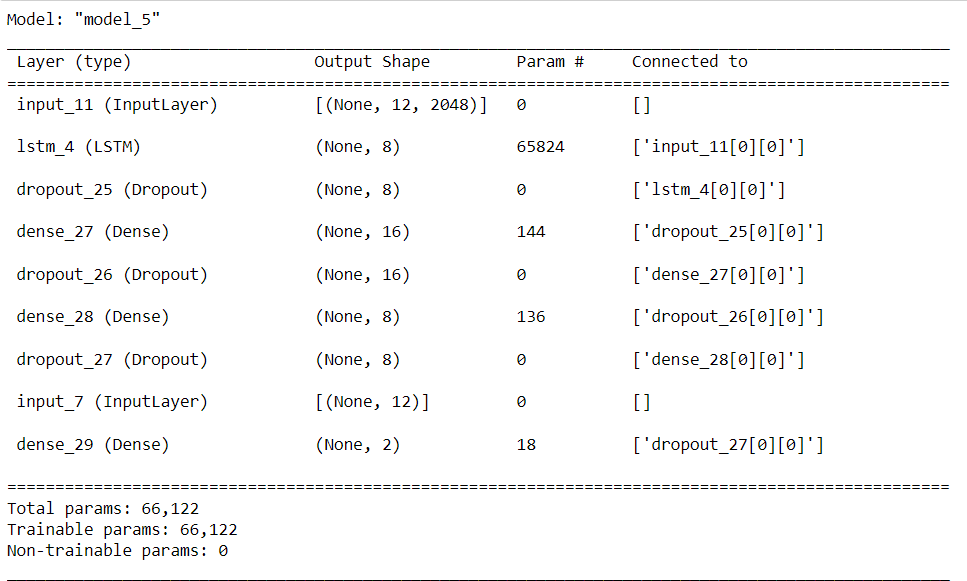 Model: "model_5"
Layer (type) Output Shape Param # Connected to
input_11 (InputLayer) [(None, 12, 2048)] 0 []
lstm_4 (LSTM) (None, 8) 65824 ['input_11[0][0]']
dropout_25 (Dropout) (None, 8) 0 ['lstm_4[0][0]']
dense_27 (Dense) (None, 16) 144 ['dropout_25[0][0]']
dropout_26 (Dropout) (None, 16) 0 ['dense_27[0][0]']
dense_28 (Dense) (None, 8) 136 ['dropout_26[0][0]']
dropout_27 (Dropout) (None, 8) 0 ['dense_28[0][0]']
input_7 (InputLayer) [(None, 12)] 0 []
dense_29 (Dense) (None, 2) 18 ['dropout_27[0][0]']
Total params: 66,122
Trainable params: 66,122
Non-trainable params: 0